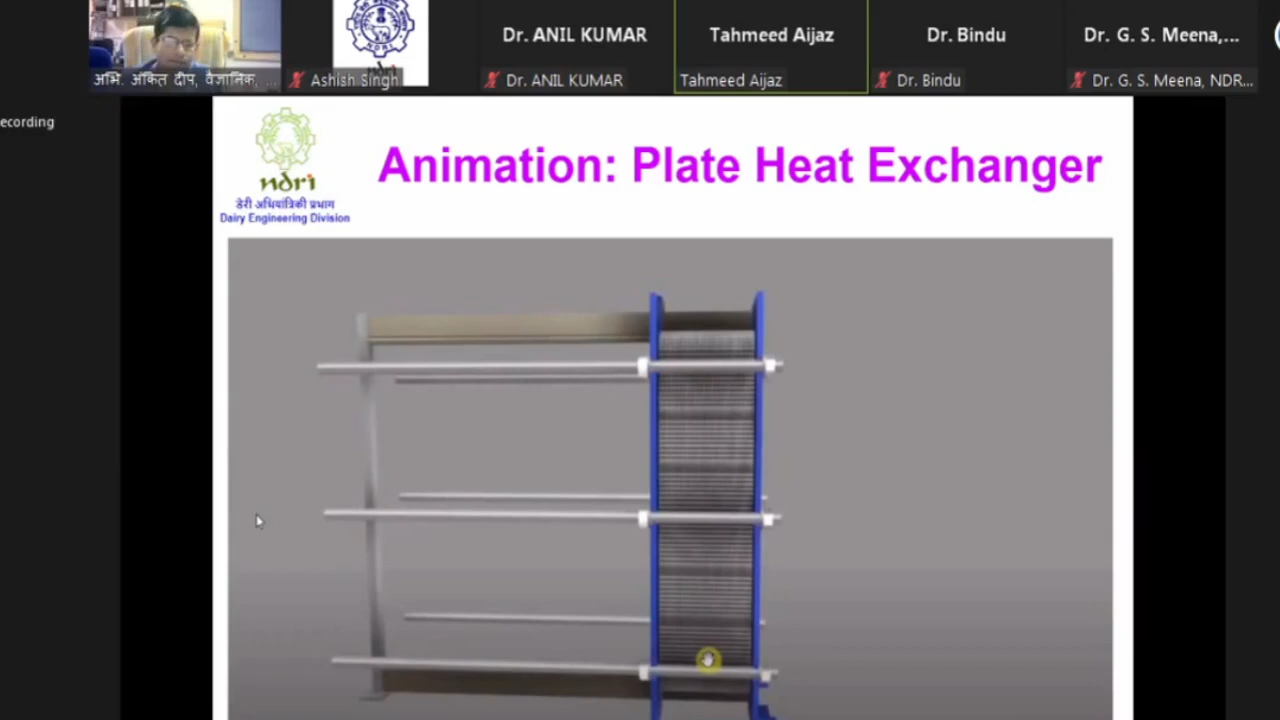 Dr. ANIL KUMAR
Tahmeed Aijaz
Dr. Bindu
Dr. G. S. Meena,...
अभि. अंकित दीप, वैज्ञानिक, ...
Ashish Singh
Dr. ANIL KUMAR
Tahmeed Aijaz
Dr. Bindu
Dr. G. S. Meena, NDR...
ecording
Animation: Plate Heat Exchanger
ndri
डेरी अभियांत्रिकी प्रभाग
Dairy Engineering Division